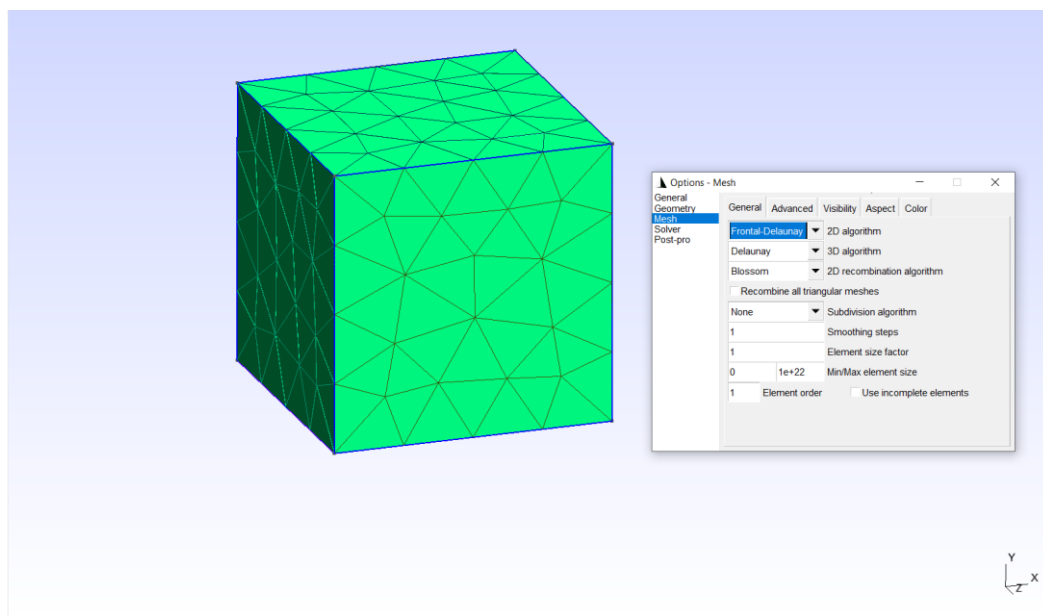 Options - Mesh
General
Geometry
Mesh
Solver
Post-pro
General Advanced Visibility Aspect Color
Frontal-Delaunay 2D algorithm
Delaunay 3D algorithm
Blossom 2D recombination algorithm
Recombine all triangular meshes
None Subdivision algorithm
1 Smoothing steps
1 Element size factor
0 1e+22 Min/Max element size
1 Element order Use incomplete elements
Y
X
Z